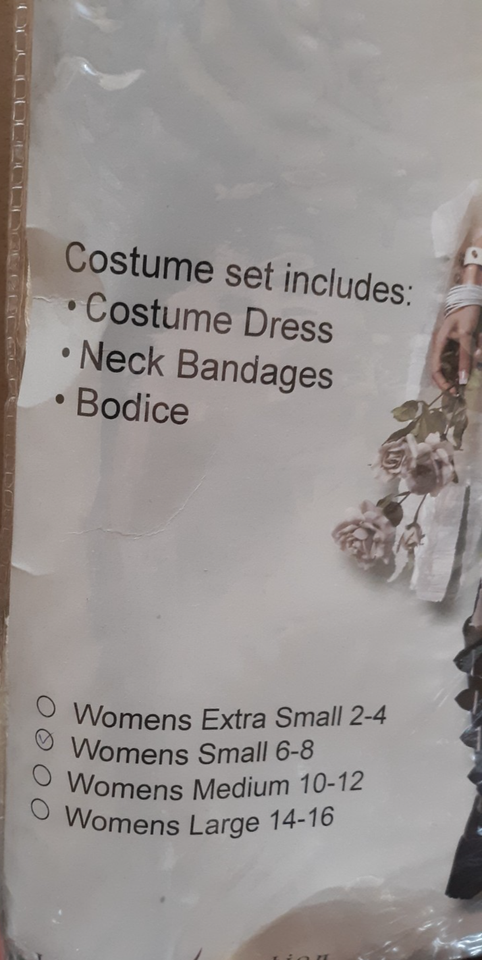 Costume set includes:
• Costume Dress
• Neck Bandages
• Bodice
Womens Extra Small 2-4
Womens Small 6-8
Womens Medium 10-12
Womens Large 14-16